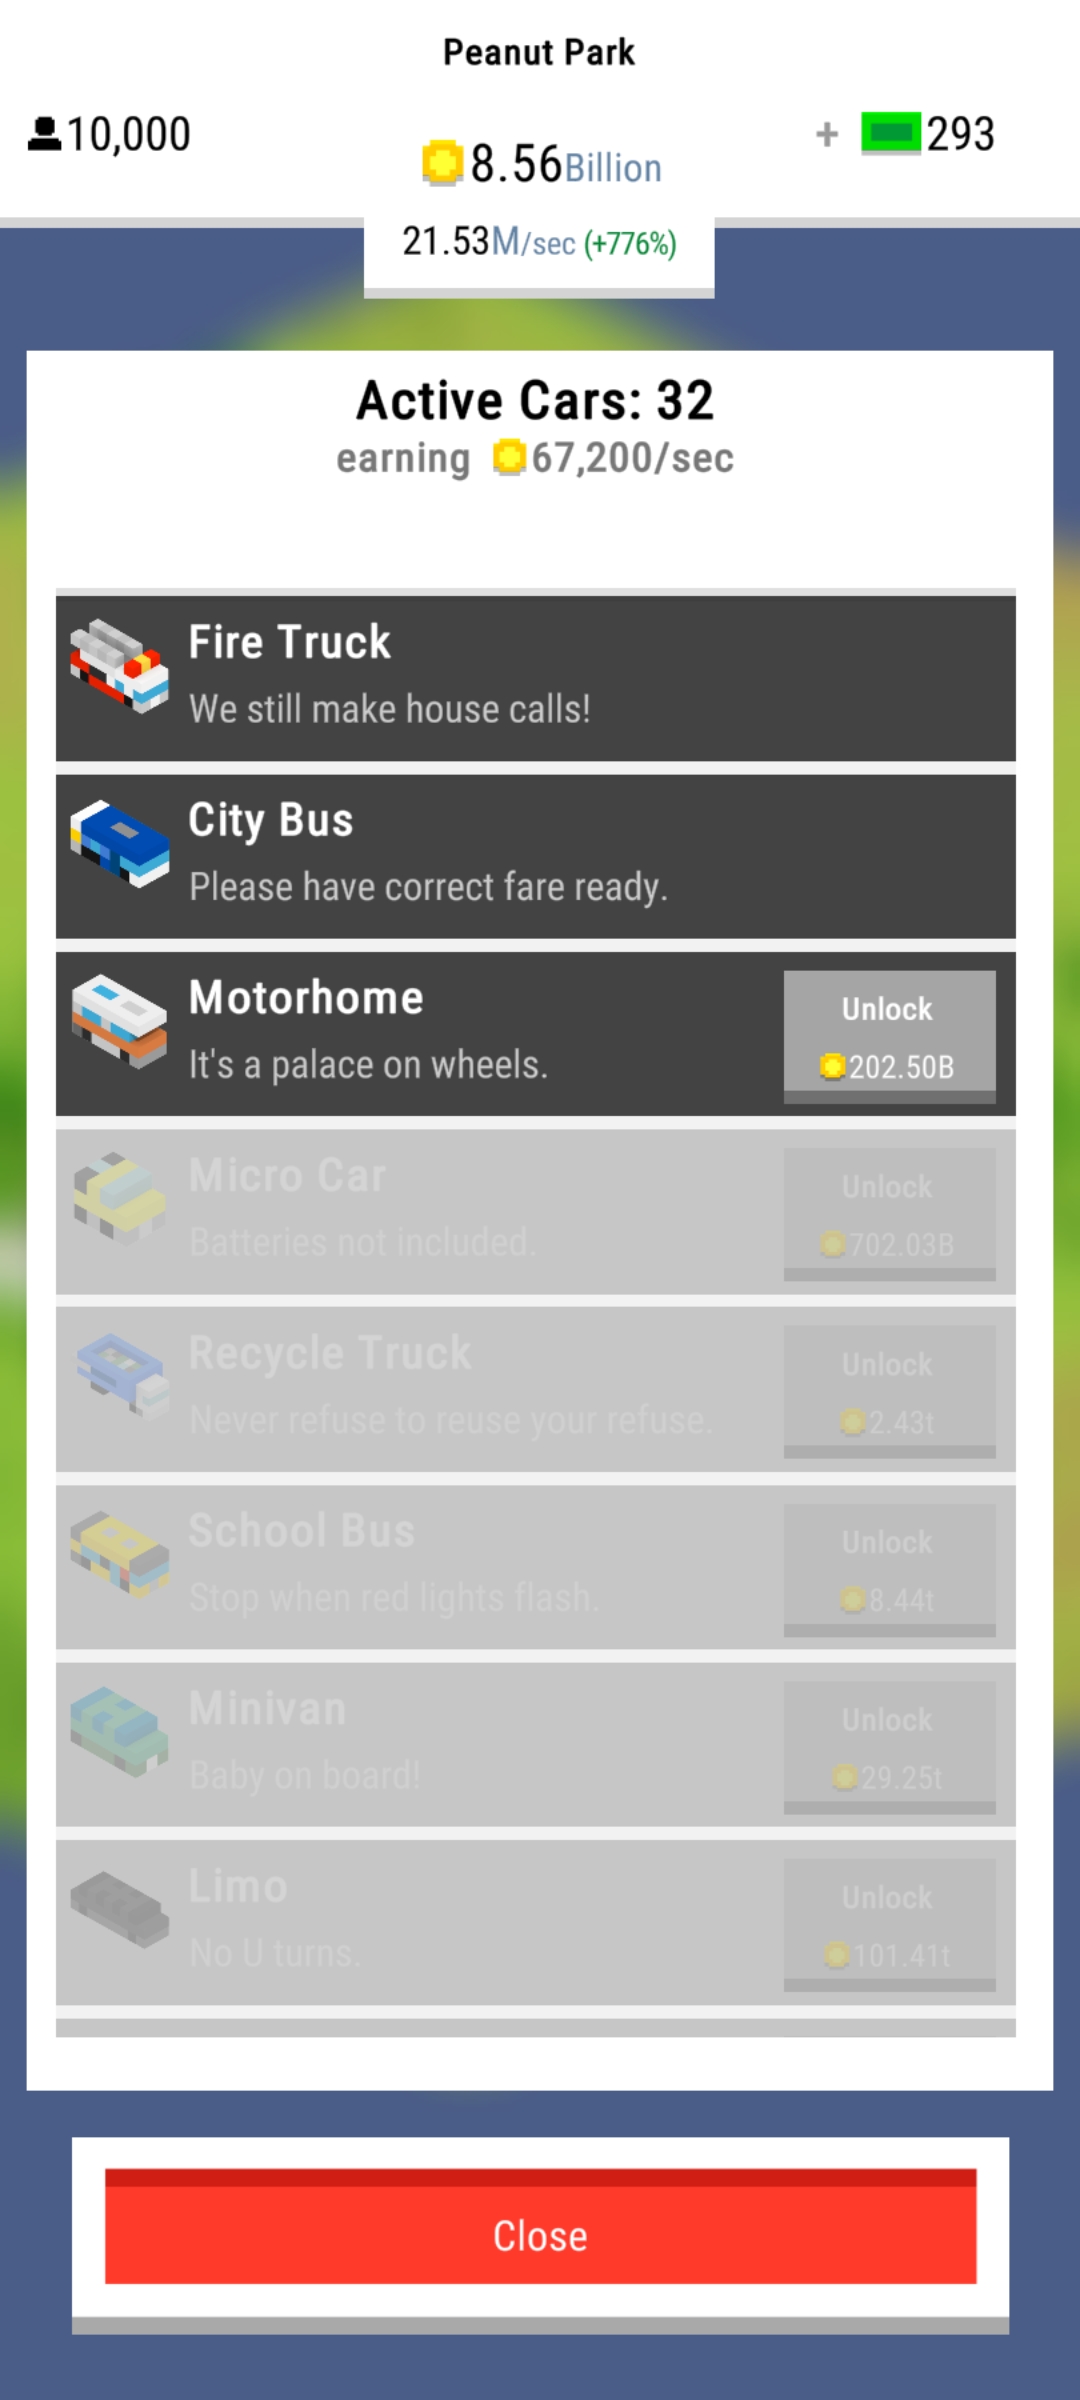 Peanut Park
10,000
8.56Billion
+ 293
21.53M/sec (+776%)
Active Cars: 32
earning 67,200/sec
Fire Truck
We still make house calls!
City Bus
Please have correct fare ready.
Motorhome
It's a palace on wheels.
Unlock
202.50B
Micro Car
Batteries not included.
Unlock
702.03B
Recycle Truck
Never refuse to reuse your refuse.
Unlock
2.43t
School Bus
Stop when red lights flash.
Unlock
8.44t
Minivan
Baby on board!
Unlock
29.25t
Limo
No U turns.
Unlock
101.41t
Close